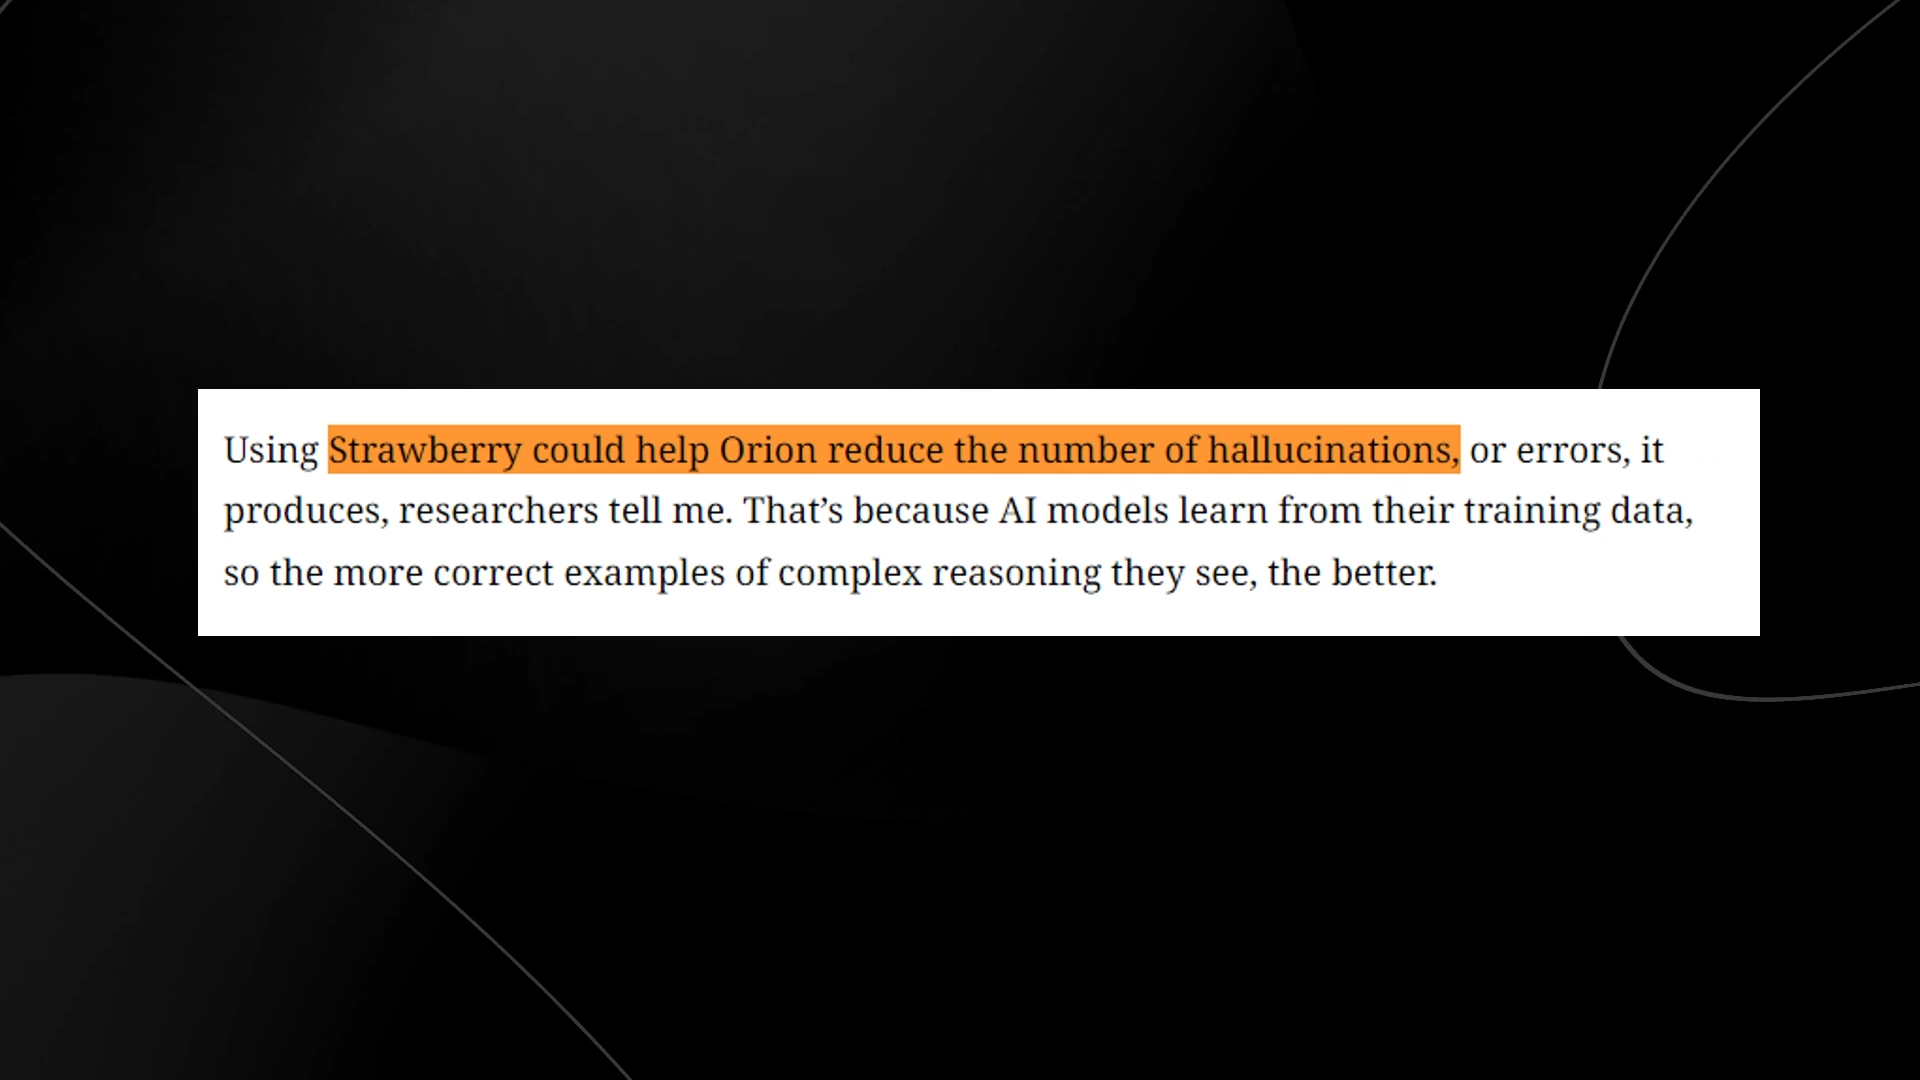 Using Strawberry could help Orion reduce the number of hallucinations, or errors, it
produces, researchers tell me. That’s because AI models learn from their training data,
so the more correct examples of complex reasoning they see, the better.